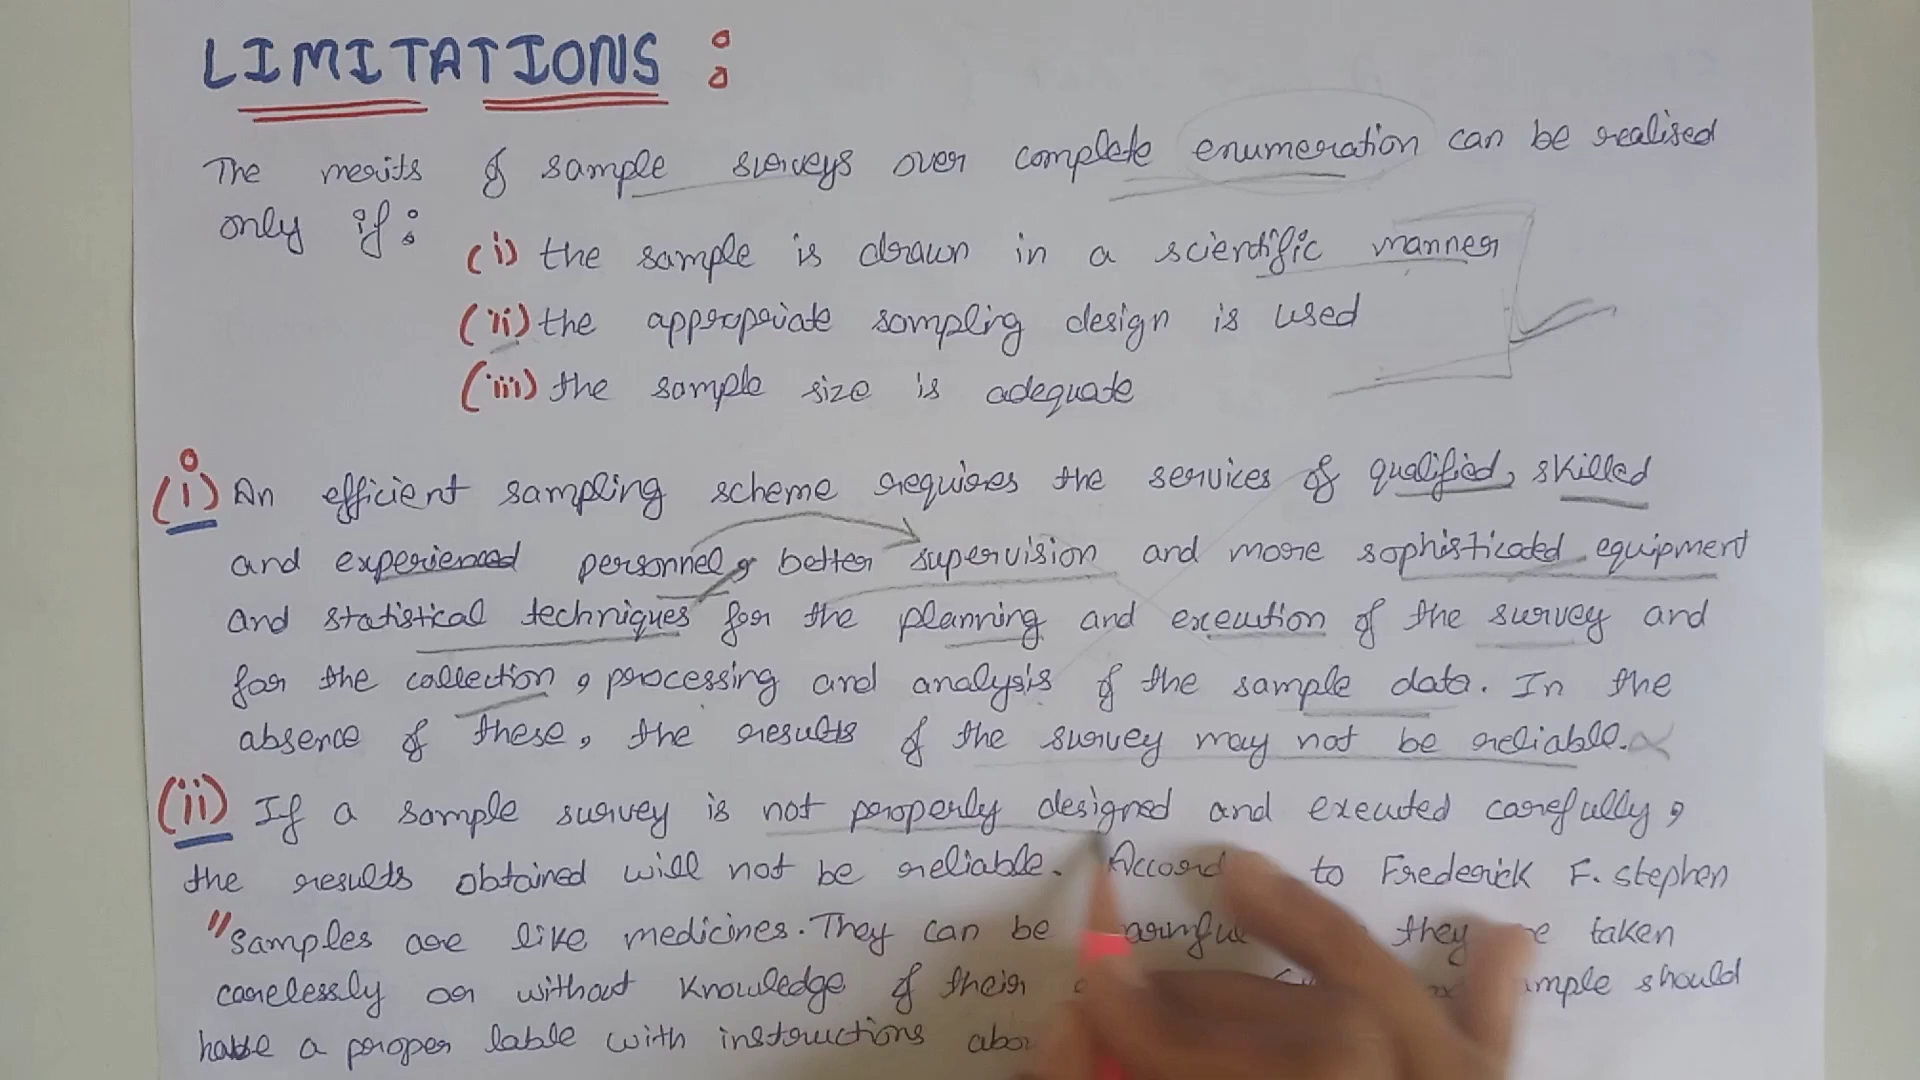 LIMITATIONS :
The merits of sample surveys over complete enumeration can be realised
only if :
(i) the sample is drawn in a scientific manner
(ii) the appropriate sampling design is used
(iii) the sample size is adequate
(i) An efficient sampling scheme requires the services of qualified, skilled
and experienced personnel, better supervision and more sophisticated equipment
and statistical techniques for the planning and execution of the survey and
for the collection, processing and analysis of the sample data. In the
absence of these, the results of the survey may not be reliable.
(ii) If a sample survey is not properly designed and executed carefully,
the results obtained will not be reliable. to Frederick F. stephen
"Samples are like medicines. They can be they taken
carelessly or without knowledge of their should
have a proper lable with instructions